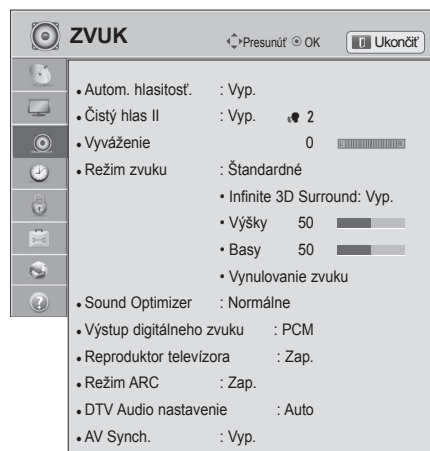 ZVUK Presunúť OK Ukončiť
• Autom. hlasitosť. : Vyp.
• Čistý hlas II : Vyp. 2
• Vyváženie 0 L R
• Režim zvuku : Štandardné
• Infinite 3D Surround: Vyp.
• Výšky 50
• Basy 50
• Vynulovanie zvuku
• Sound Optimizer : Normálne
• Výstup digitálneho zvuku : PCM
• Reproduktor televízora : Zap.
• Režim ARC : Zap.
• DTV Audio nastavenie : Auto
• AV Synch. : Vyp.